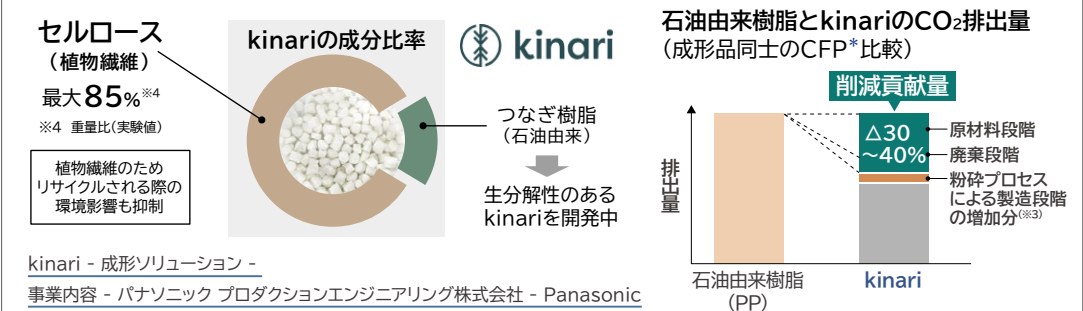 セルロース
（植物繊維）
最大85%※4
※4 重量比（実験値）
植物繊維のため
リサイクルされる際の
環境影響も抑制
kinariの成分比率
kinari
つなぎ樹脂
（石油由来）
生分解性のある
kinariを開発中
kinari - 成形ソリューション -
事業内容 - パナソニック プロダクションエンジニアリング株式会社 - Panasonic
石油由来樹脂とkinariのCO₂排出量
（成形品同士のCFP*比較）
削減貢献量
排出量
△30
～40%
原材料段階
廃棄段階
粉砕プロセス
による製造段階
の増加分(※3)
石油由来樹脂
（PP）
kinari